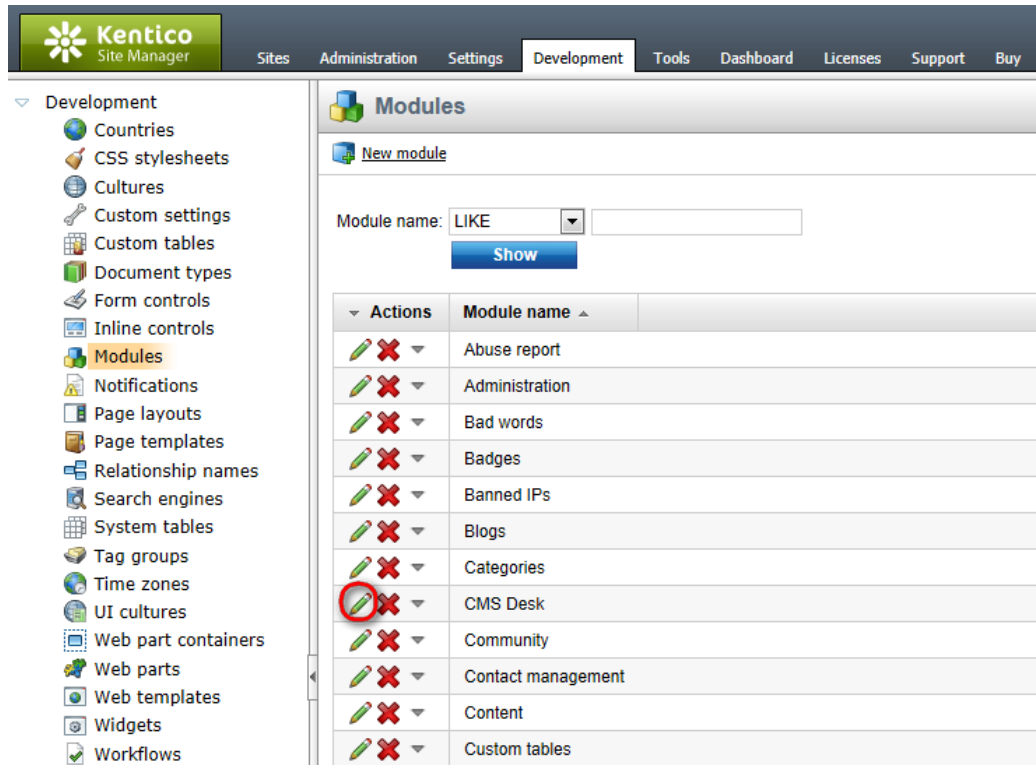 Kentico
Site Manager
Sites Administration Settings Development Tools Dashboard Licenses Support Buy
Development
Countries
CSS stylesheets
Cultures
Custom settings
Custom tables
Document types
Form controls
Inline controls
Modules
Notifications
Page layouts
Page templates
Relationship names
Search engines
System tables
Tag groups
Time zones
UI cultures
Web part containers
Web parts
Web templates
Widgets
Workflows
Modules
New module
Module name: LIKE
Show
Actions Module name
Abuse report
Administration
Bad words
Badges
Banned IPs
Blogs
Categories
CMS Desk
Community
Contact management
Content
Custom tables